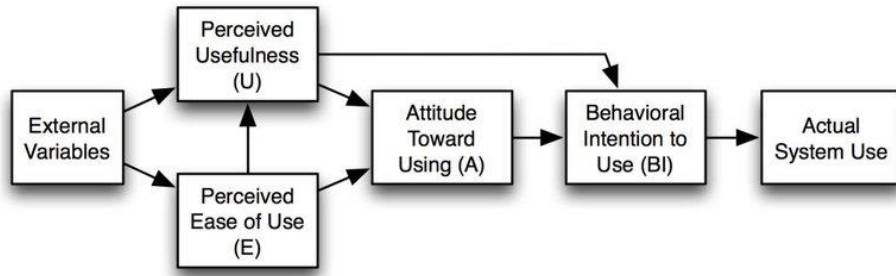 External
Variables
Perceived
Usefulness
(U)
Perceived
Ease of Use
(E)
Attitude
Toward
Using (A)
Behavioral
Intention to
Use (BI)
Actual
System Use